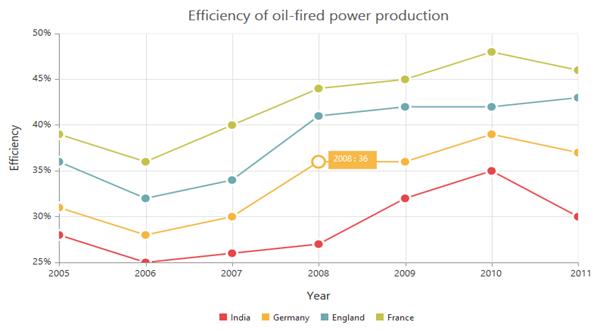 Efficiency of oil-fired power production
50%
45%
40%
35%
30%
25%
Efficiency
2008 : 36
2005 2006 2007 2008 2009 2010 2011
Year
India Germany England France